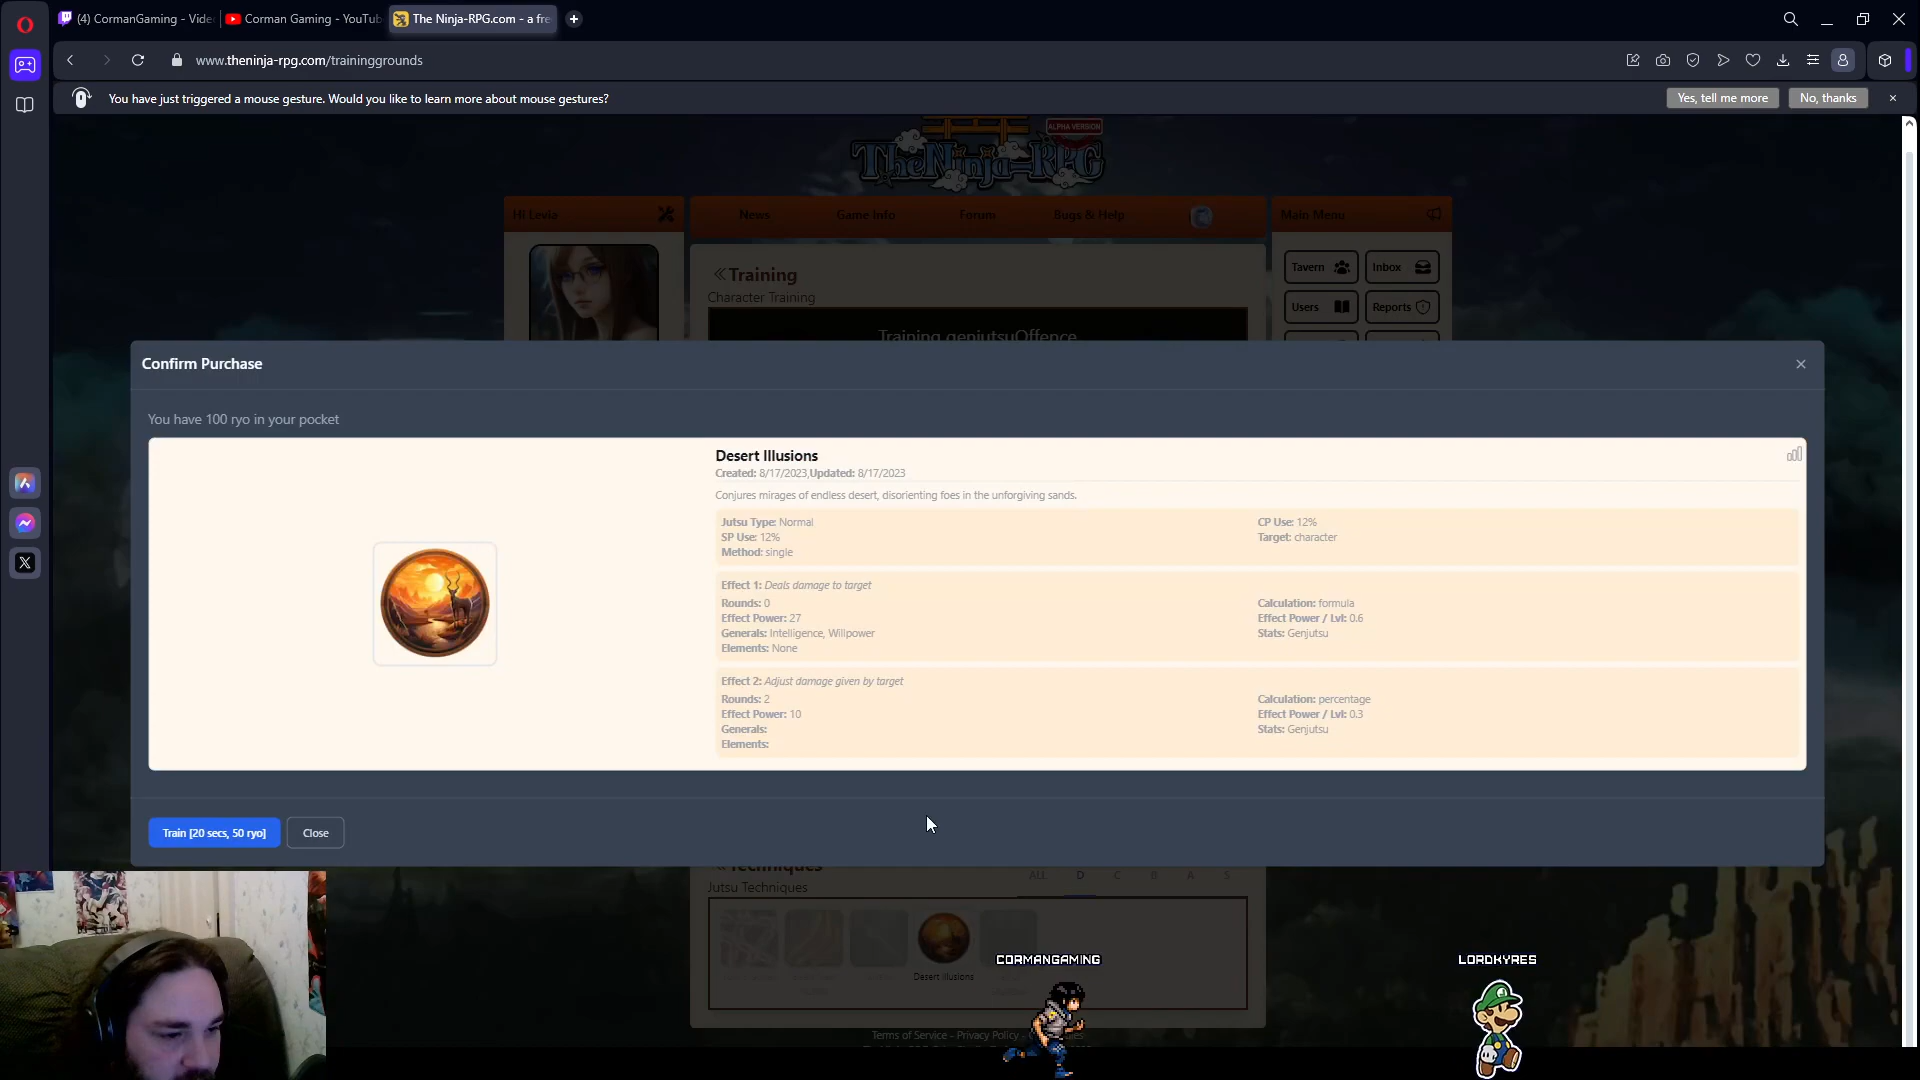 (4) CormanGaming - Vide
Corman Gaming - YouTub
The Ninja-RPG.com - a fre
www.theninja-rpg.com/traininggrounds
You have just triggered a mouse gesture. Would you like to learn more about mouse gestures?
Yes, tell me more
No, thanks
ALPHA VERSION
TheNinja-RPG
Hi Levia
News
Game Info
Forum
Bugs & Help
Main Menu
Training
Character Training
Tavern
Inbox
Users
Reports
Training genjutsuOffence
Confirm Purchase
You have 100 ryo in your pocket
Desert Illusions
Created: 8/17/2023,Updated: 8/17/2023
Conjures mirages of endless desert, disorienting foes in the unforgiving sands.
Jutsu Type: Normal
CP Use: 12%
SP Use: 12%
Target: character
Method: single
Effect 1: Deals damage to target
Rounds: 0
Calculation: formula
Effect Power: 27
Effect Power / Lvl: 0.6
Generals: Intelligence, Willpower
Stats: Genjutsu
Elements: None
Effect 2: Adjust damage given by target
Rounds: 2
Calculation: percentage
Effect Power: 10
Effect Power / Lvl: 0.3
Generals:
Stats: Genjutsu
Elements:
Train [20 secs, 50 ryo]
Close
Techniques
Jutsu Techniques
ALL
D
C
B
A
S
Desert Illusions
CORMANGAMING
LORDKYRES
Terms of Service - Privacy Policy -